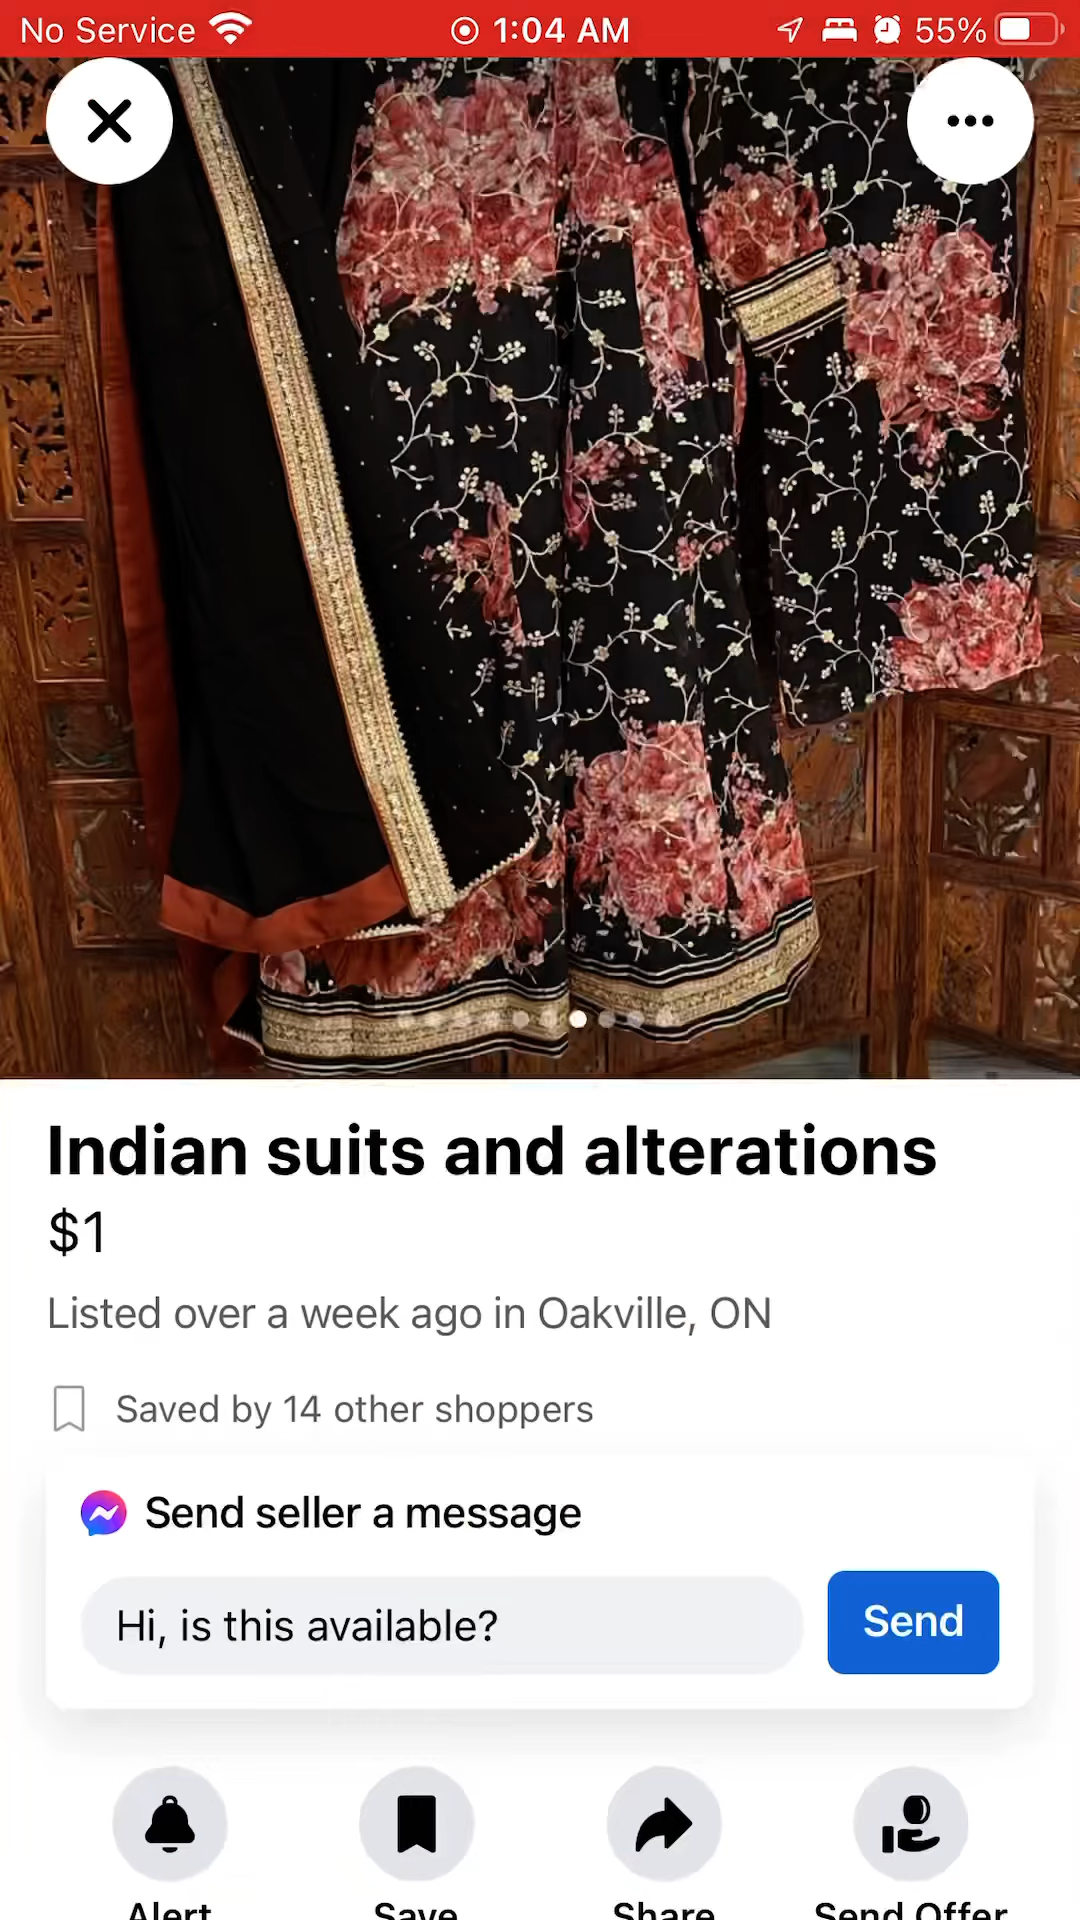 No Service 1:04 AM 55%
Indian suits and alterations
$1
Listed over a week ago in Oakville, ON
Saved by 14 other shoppers
Send seller a message
Hi, is this available?
Send
Alert Save Share Send Offer